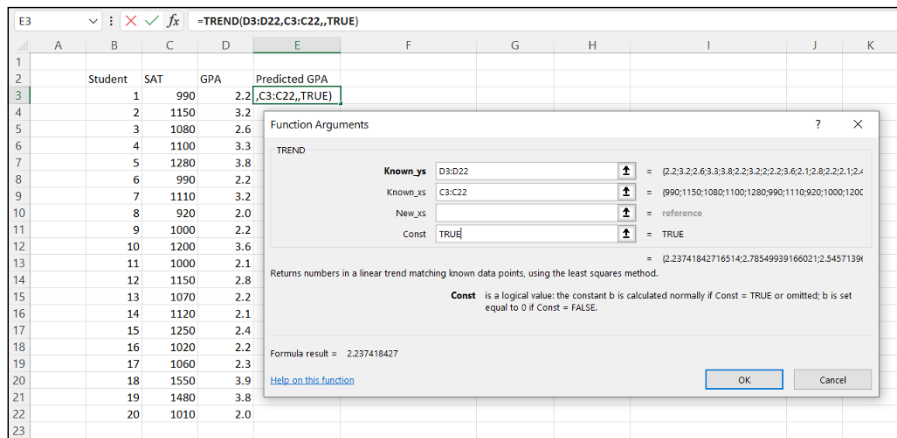 E3 fx =TREND(D3:D22,C3:C22,,TRUE)
A B C D E F G H I J K
1
2 Student SAT GPA Predicted GPA
3 1 990 2.2 ,C3:C22,,TRUE)
4 2 1150 3.2
5 3 1080 2.6
6 4 1100 3.3
7 5 1280 3.8
8 6 990 2.2
9 7 1110 3.2
10 8 920 2.0
11 9 1000 2.2
12 10 1200 3.6
13 11 1000 2.1
14 12 1150 2.8
15 13 1070 2.2
16 14 1120 2.1
17 15 1250 2.4
18 16 1020 2.2
19 17 1060 2.3
20 18 1550 3.9
21 19 1480 3.8
22 20 1010 2.0
23
Function Arguments ? ×
TREND
Known_ys D3:D22 = {2.2;3.2;2.6;3.3;3.8;2.2;3.2;2;2.2;3.6;2.1;2.8;2.2;2.1;2.4
Known_xs C3:C22 = {990;1150;1080;1100;1280;990;1110;920;1000;1200
New_xs = reference
Const TRUE = TRUE
= {2.23741842716514;2.78549939166021;2.54571396
Returns numbers in a linear trend matching known data points, using the least squares method.
Const is a logical value: the constant b is calculated normally if Const = TRUE or omitted; b is set
equal to 0 if Const = FALSE.
Formula result = 2.237418427
Help on this function OK Cancel